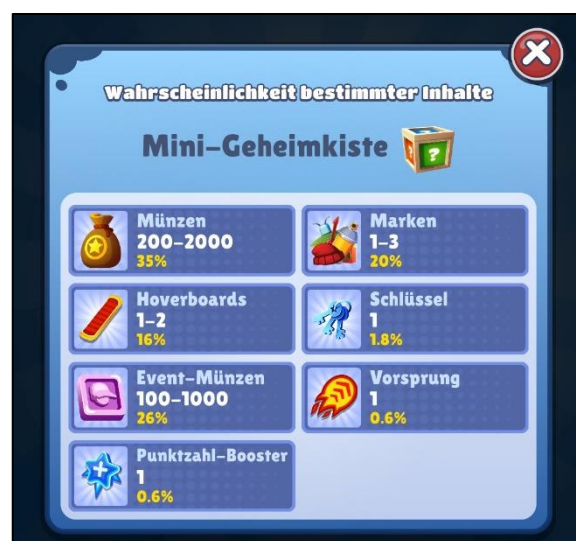 Wahrscheinlichkeit bestimmter Inhalte
Mini-Geheimkiste
?
Münzen
200-2000
35%
Marken
1-3
20%
Hoverboards
1-2
16%
Schlüssel
1
1.8%
Event-Münzen
100-1000
26%
Vorsprung
1
0.6%
Punktzahl-Booster
1
0.6%